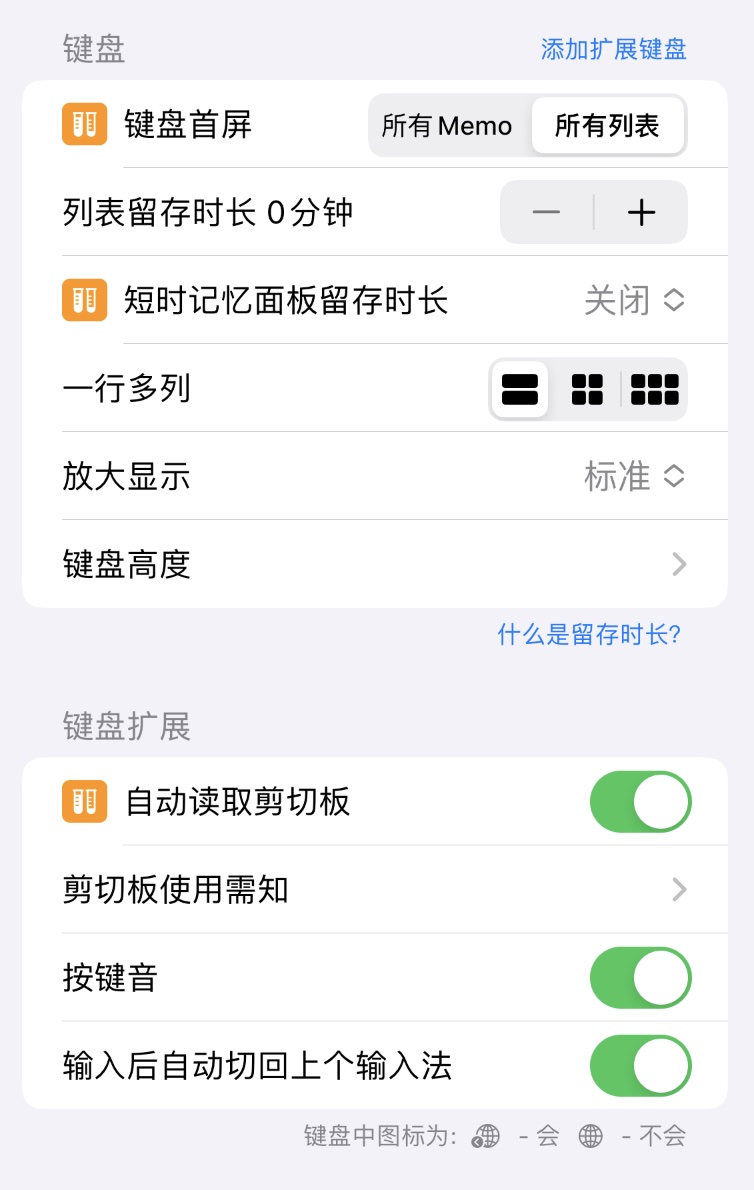 键盘 添加扩展键盘
键盘首屏 所有Memo 所有列表
列表留存时长 0分钟
短时记忆面板留存时长 关闭
一行多列
放大显示 标准
键盘高度
什么是留存时长?
键盘扩展
自动读取剪切板
剪切板使用需知
按键音
输入后自动切回上个输入法
键盘中图标为: - 会 - 不会